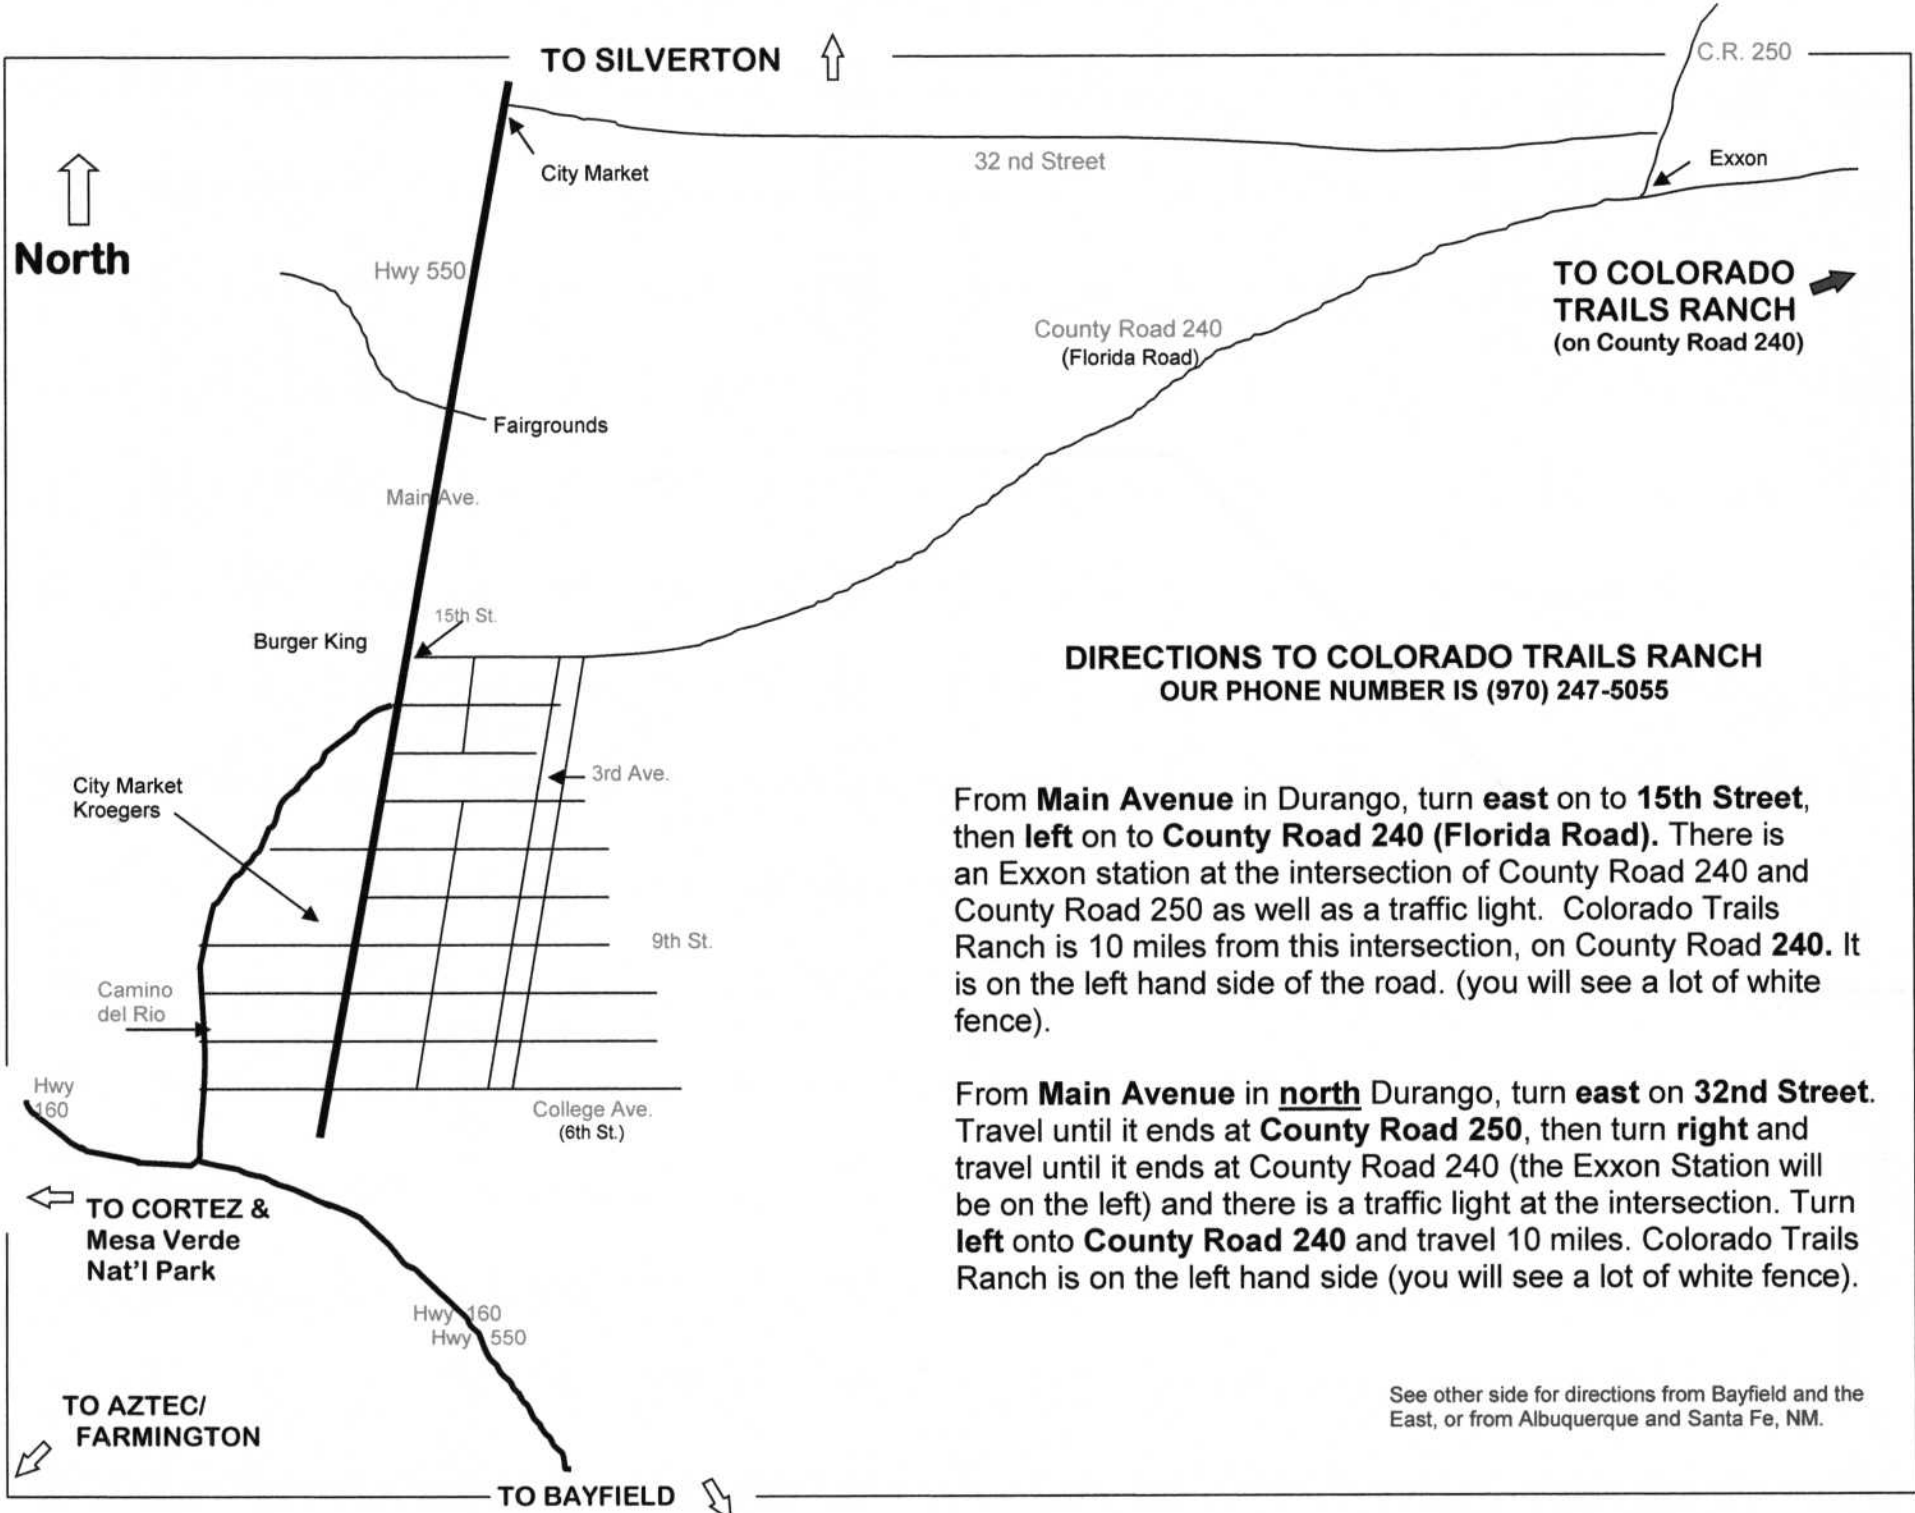 TO SILVERTON
C.R. 250
City Market
32 nd Street
Exxon
North
Hwy 550
TO COLORADO
TRAILS RANCH
(on County Road 240)
County Road 240
(Florida Road)
Fairgrounds
Main Ave.
15th St.
Burger King
DIRECTIONS TO COLORADO TRAILS RANCH
OUR PHONE NUMBER IS (970) 247-5055
3rd Ave.
City Market
Kroegers
From Main Avenue in Durango, turn east on to 15th Street,
then left on to County Road 240 (Florida Road). There is
an Exxon station at the intersection of County Road 240 and
County Road 250 as well as a traffic light. Colorado Trails
Ranch is 10 miles from this intersection, on County Road 240. It
is on the left hand side of the road. (you will see a lot of white
fence).
9th St.
Camino
del Rio
Hwy
160
College Ave.
(6th St.)
From Main Avenue in north Durango, turn east on 32nd Street.
Travel until it ends at County Road 250, then turn right and
travel until it ends at County Road 240 (the Exxon Station will
be on the left) and there is a traffic light at the intersection. Turn
left onto County Road 240 and travel 10 miles. Colorado Trails
Ranch is on the left hand side (you will see a lot of white fence).
TO CORTEZ &
Mesa Verde
Nat'l Park
Hwy 160
Hwy 550
TO AZTEC/
FARMINGTON
See other side for directions from Bayfield and the
East, or from Albuquerque and Santa Fe, NM.
TO BAYFIELD